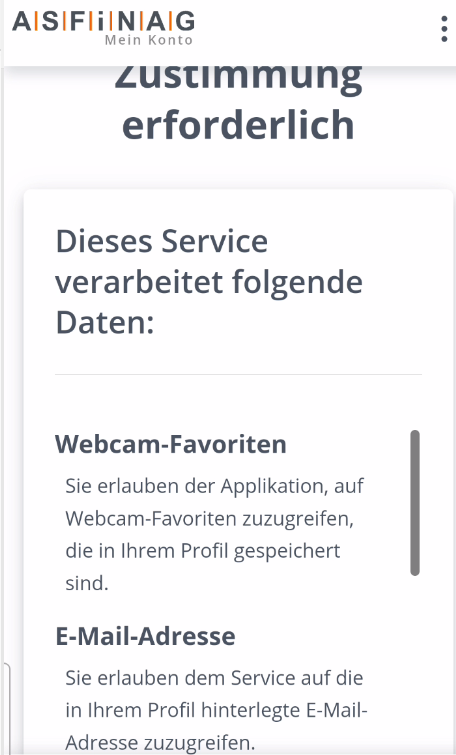 A|S|F|i|N|A|G
Mein Konto
Zustimmung
erforderlich
Dieses Service
verarbeitet folgende
Daten:
Webcam-Favoriten
Sie erlauben der Applikation, auf
Webcam-Favoriten zuzugreifen,
die in Ihrem Profil gespeichert
sind.
E-Mail-Adresse
Sie erlauben dem Service auf die
in Ihrem Profil hinterlegte E-Mail-
Adresse zuzugreifen.